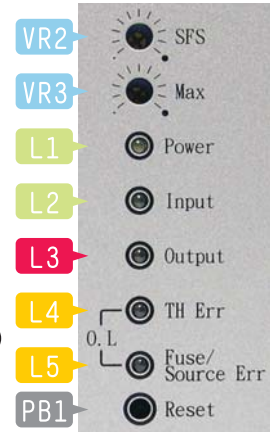 VR2 SFS
VR3 Max
L1 Power
L2 Input
L3 Output
L4 TH Err
O.L
L5 Fuse/
Source Err
PB1 Reset